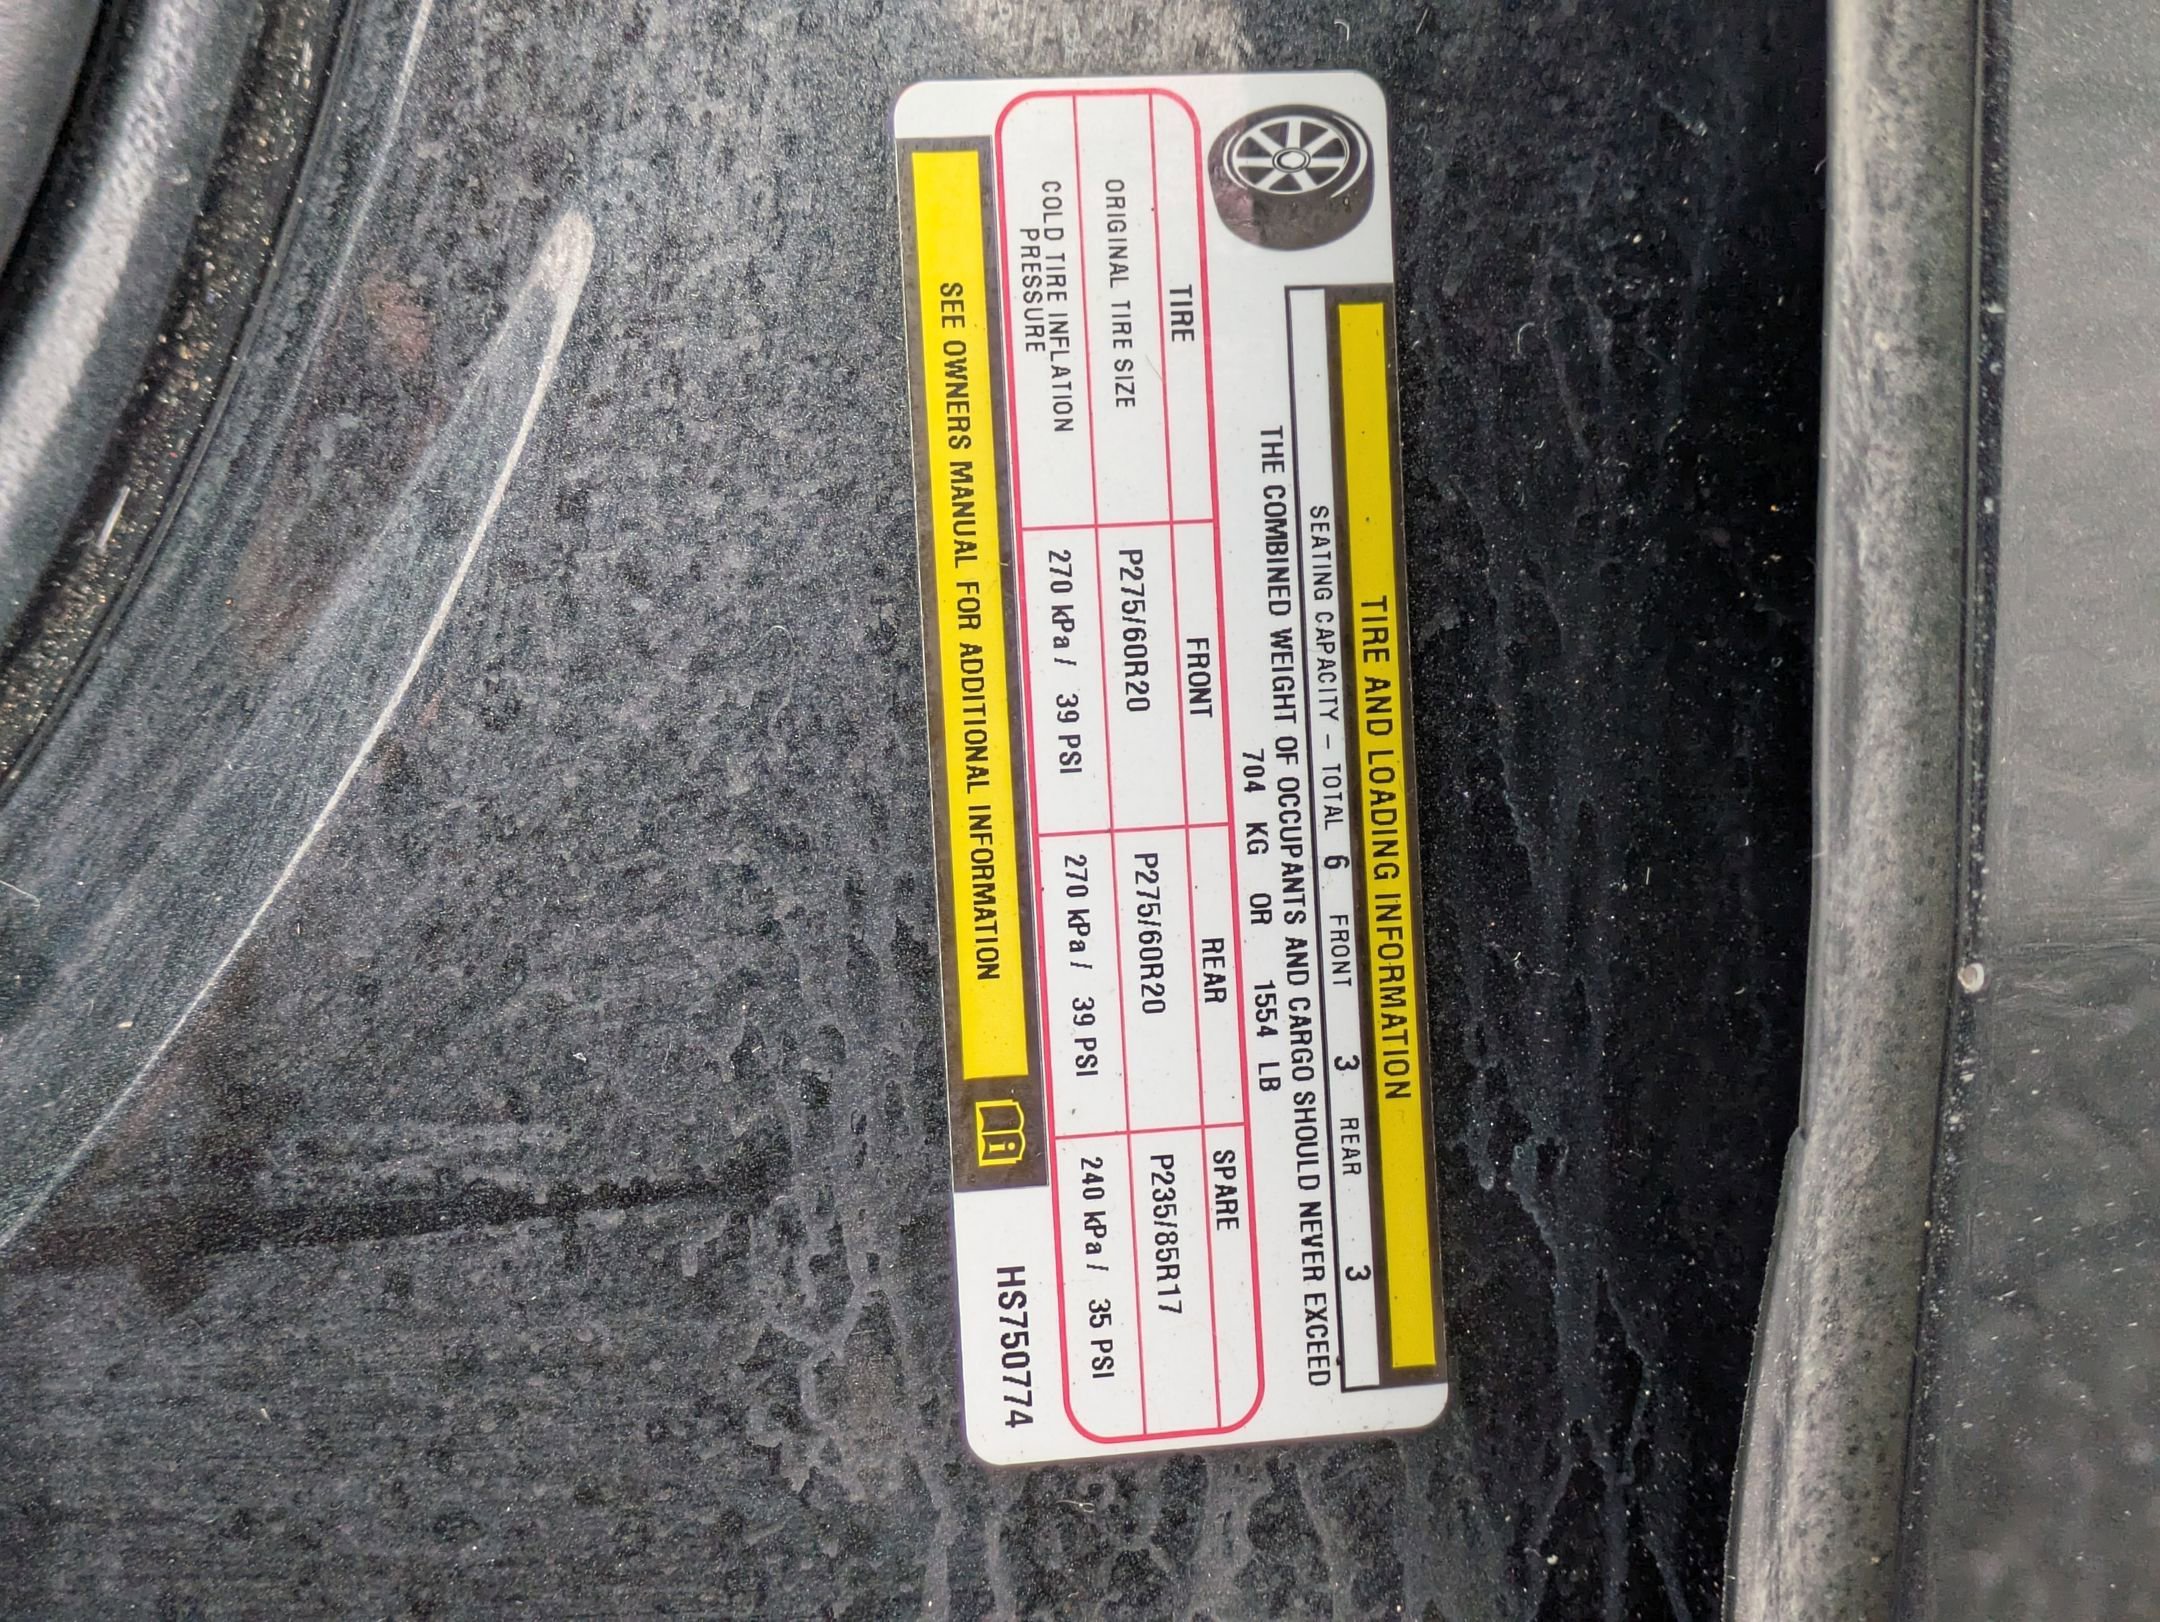 TIRE AND LOADING INFORMATION
SEATING CAPACITY – TOTAL 6 FRONT 3 REAR 3
THE COMBINED WEIGHT OF OCCUPANTS AND CARGO SHOULD NEVER EXCEED
704 KG OR 1554 LB
TIRE FRONT REAR SPARE
ORIGINAL TIRE SIZE P275/60R20 P275/60R20 P235/85R17
COLD TIRE INFLATION PRESSURE 270 kPa / 39 PSI 270 kPa / 39 PSI 240 kPa / 35 PSI
SEE OWNERS MANUAL FOR ADDITIONAL INFORMATION
HS750774